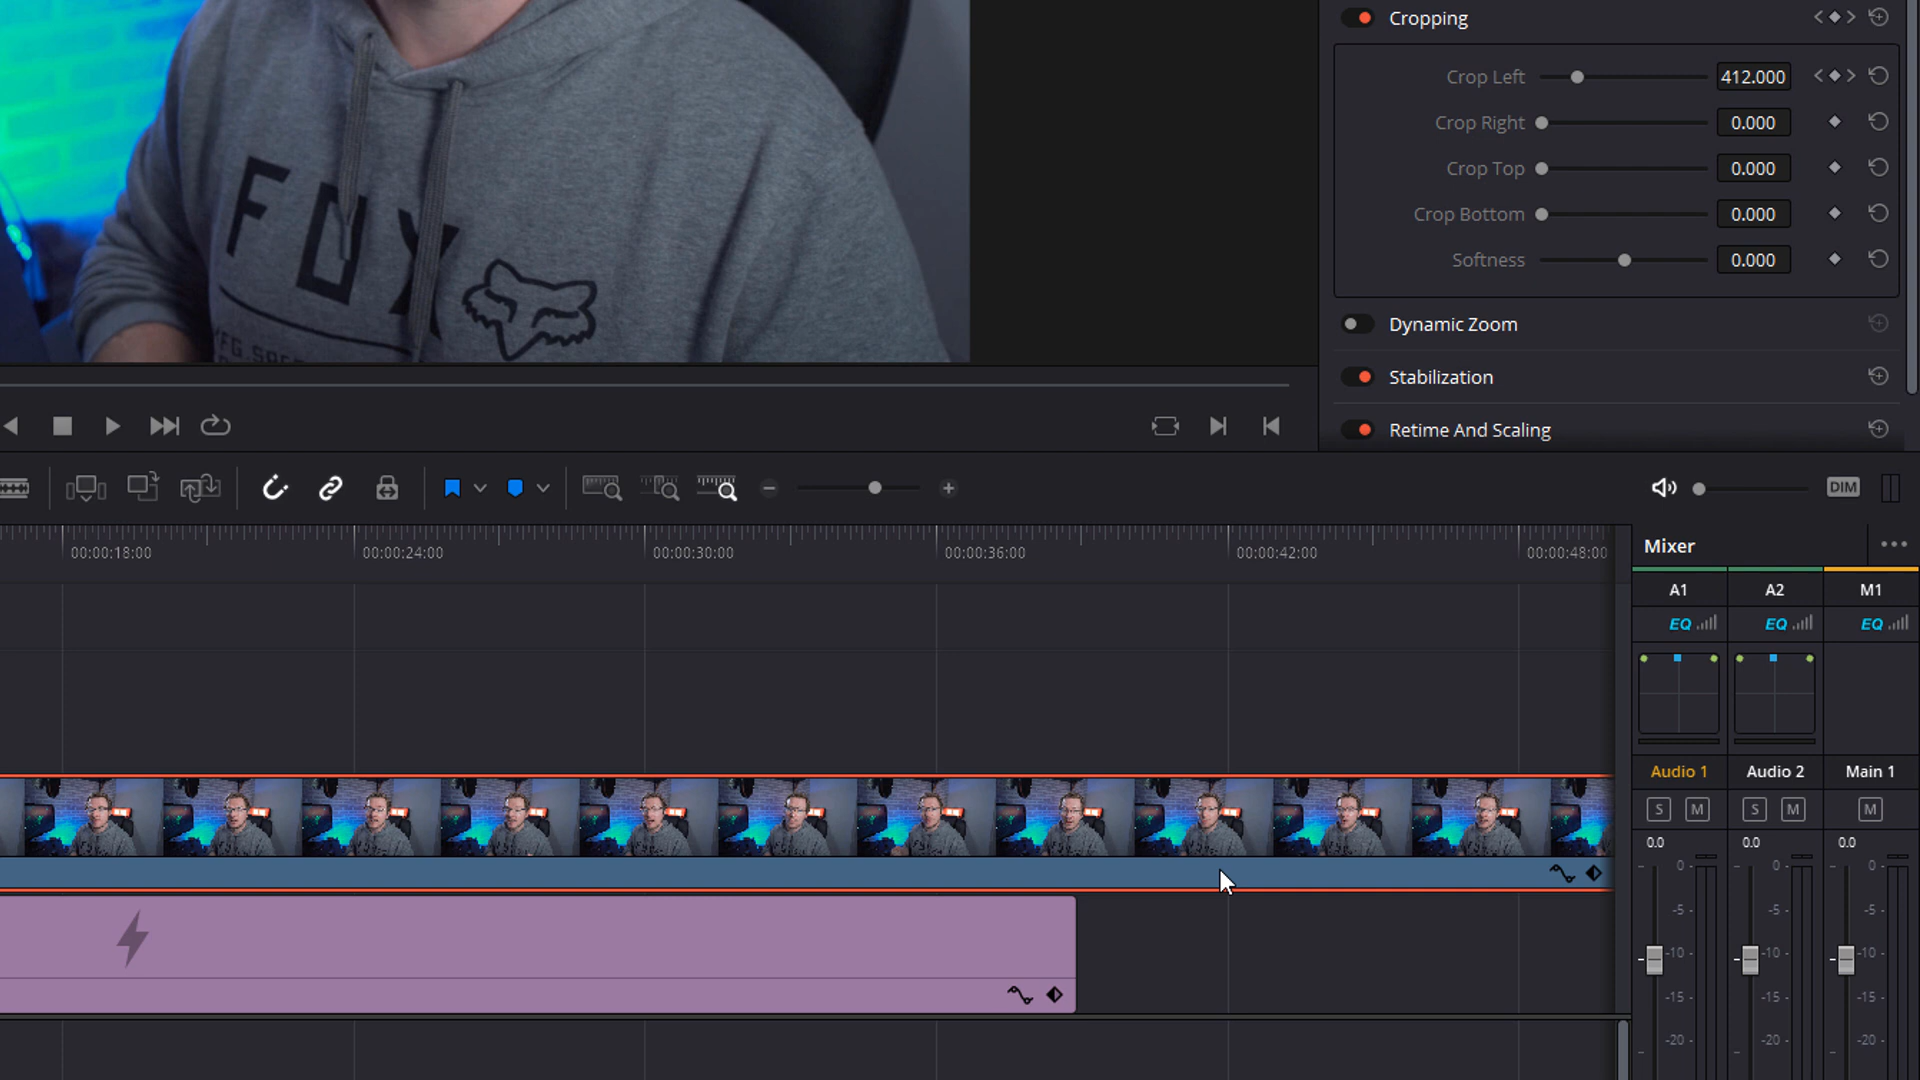 Cropping
Crop Left 412.000
Crop Right 0.000
Crop Top 0.000
Crop Bottom 0.000
Softness 0.000
Dynamic Zoom
Stabilization
Retime And Scaling
FOX
DIM
00:00:18:00 00:00:24:00 00:00:30:00 00:00:36:00 00:00:42:00 00:00:48:00
Mixer
A1 A2 M1
EQ EQ EQ
Audio 1 Audio 2 Main 1
S M S M M
0.0 0.0 0.0
0 0 0
-5 -5 -5
-10 -10 -10
-15 -15 -15
-20 -20 -20